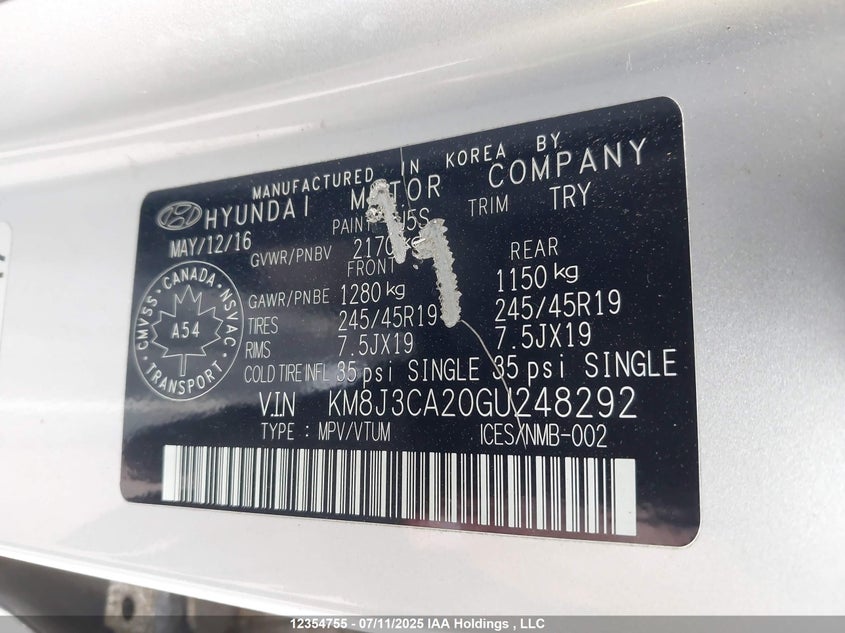 MANUFACTURED IN KOREA BY
HYUNDAI MOTOR COMPANY
MAY/12/16 PAINT TRIM TRY
GVWR/PNBV 2170 kg
FRONT REAR
GAWR/PNBE 1280 kg 1150 kg
TIRES 245/45R19 245/45R19
RIMS 7.5JX19 7.5JX19
COLD TIRE INFL 35 psi SINGLE 35 psi SINGLE
V.I.N KM8J3CA20GU248292
TYPE : MPV/VTUM ICES/NMB-002
CMVSS • CANADA • NSVAC • TRANSPORT •
A54
12354755 - 07/11/2025 IAA Holdings , LLC